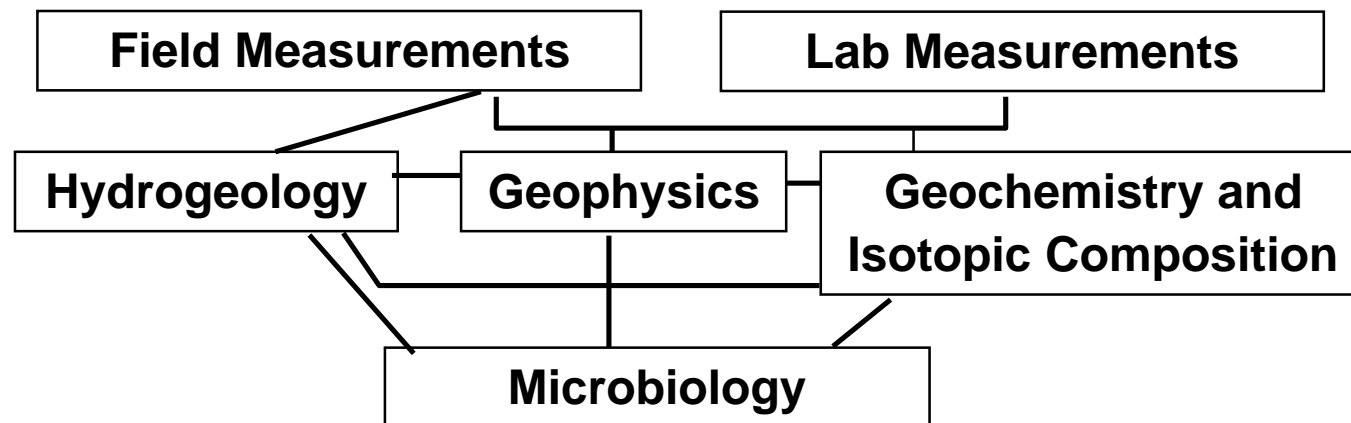 Field Measurements
Lab Measurements
Hydrogeology
Geophysics
Geochemistry and
Isotopic Composition
Microbiology